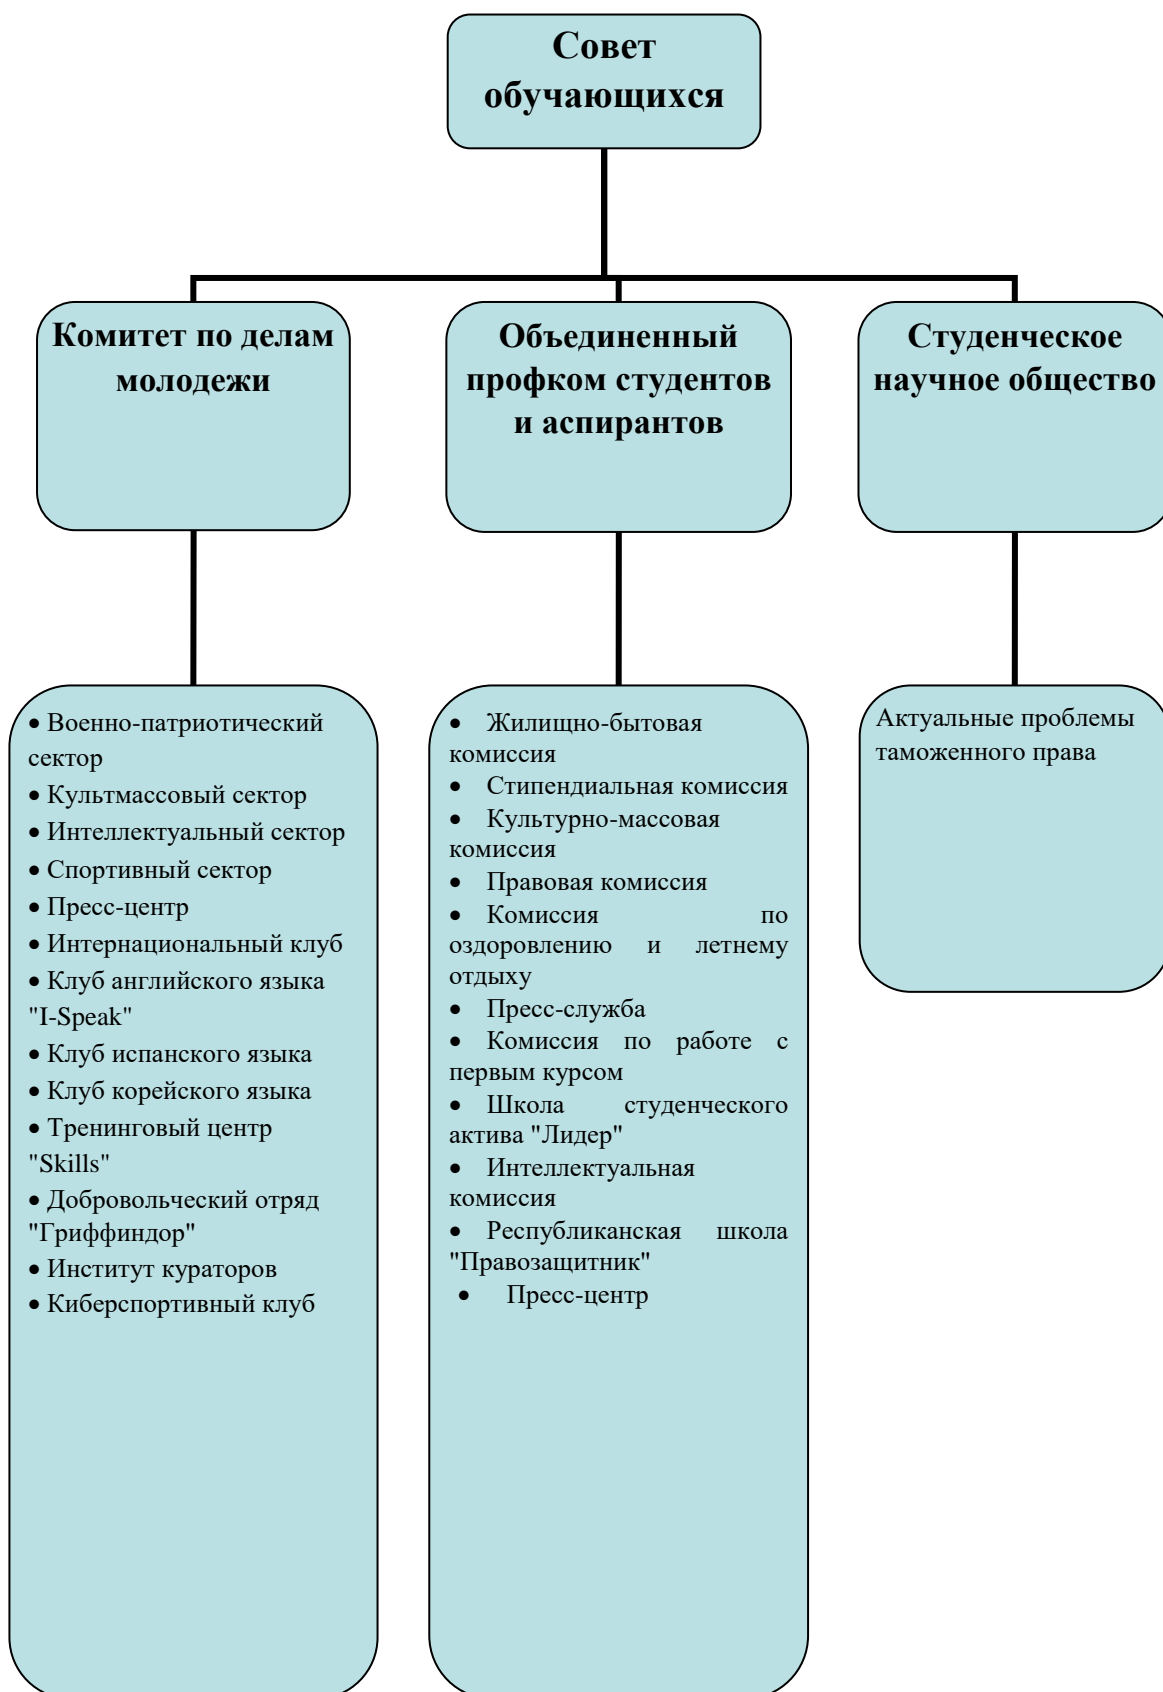 Совет
обучающихся
Комитет по делам
молодежи
Объединенный
профком студентов
и аспирантов
Студенческое
научное общество
• Военно-патриотический
сектор
• Культмассовый сектор
• Интеллектуальный сектор
• Спортивный сектор
• Пресс-центр
• Интернациональный клуб
• Клуб английского языка
"I-Speak"
• Клуб испанского языка
• Клуб корейского языка
• Тренинговый центр
"Skills"
• Добровольческий отряд
"Гриффиндор"
• Институт кураторов
• Киберспортивный клуб
• Жилищно-бытовая
комиссия
• Стипендиальная комиссия
• Культурно-массовая
комиссия
• Правовая комиссия
• Комиссия по
оздоровлению и летнему
отдыху
• Пресс-служба
• Комиссия по работе с
первым курсом
• Школа студенческого
актива "Лидер"
• Интеллектуальная
комиссия
• Республиканская школа
"Правозащитник"
• Пресс-центр
Актуальные проблемы
таможенного права